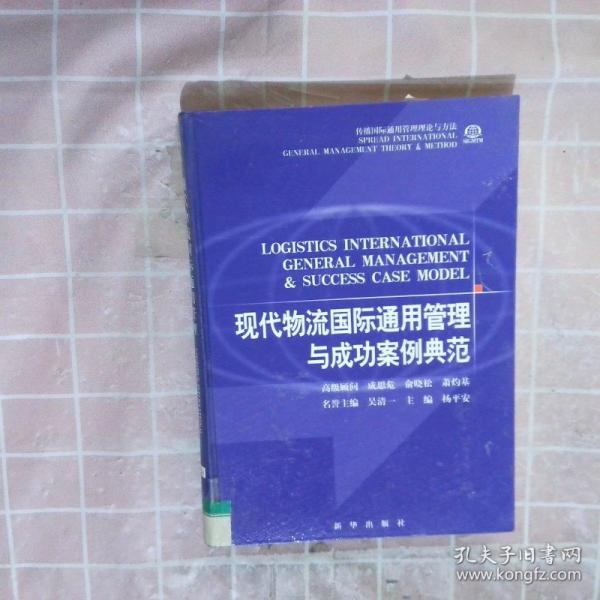 传播国际通用管理理论与方法
SPREAD INTERNATIONAL
GENERAL MANAGEMENT THEORY & METHOD
LOGISTICS INTERNATIONAL
GENERAL MANAGEMENT
& SUCCESS CASE MODEL
现代物流国际通用管理
与成功案例典范
高级顾问 成思危 俞晓松 萧灼基
名誉主编 吴清一 主 编 杨平安
新华出版社
孔夫子旧书网
www.kongfz.com